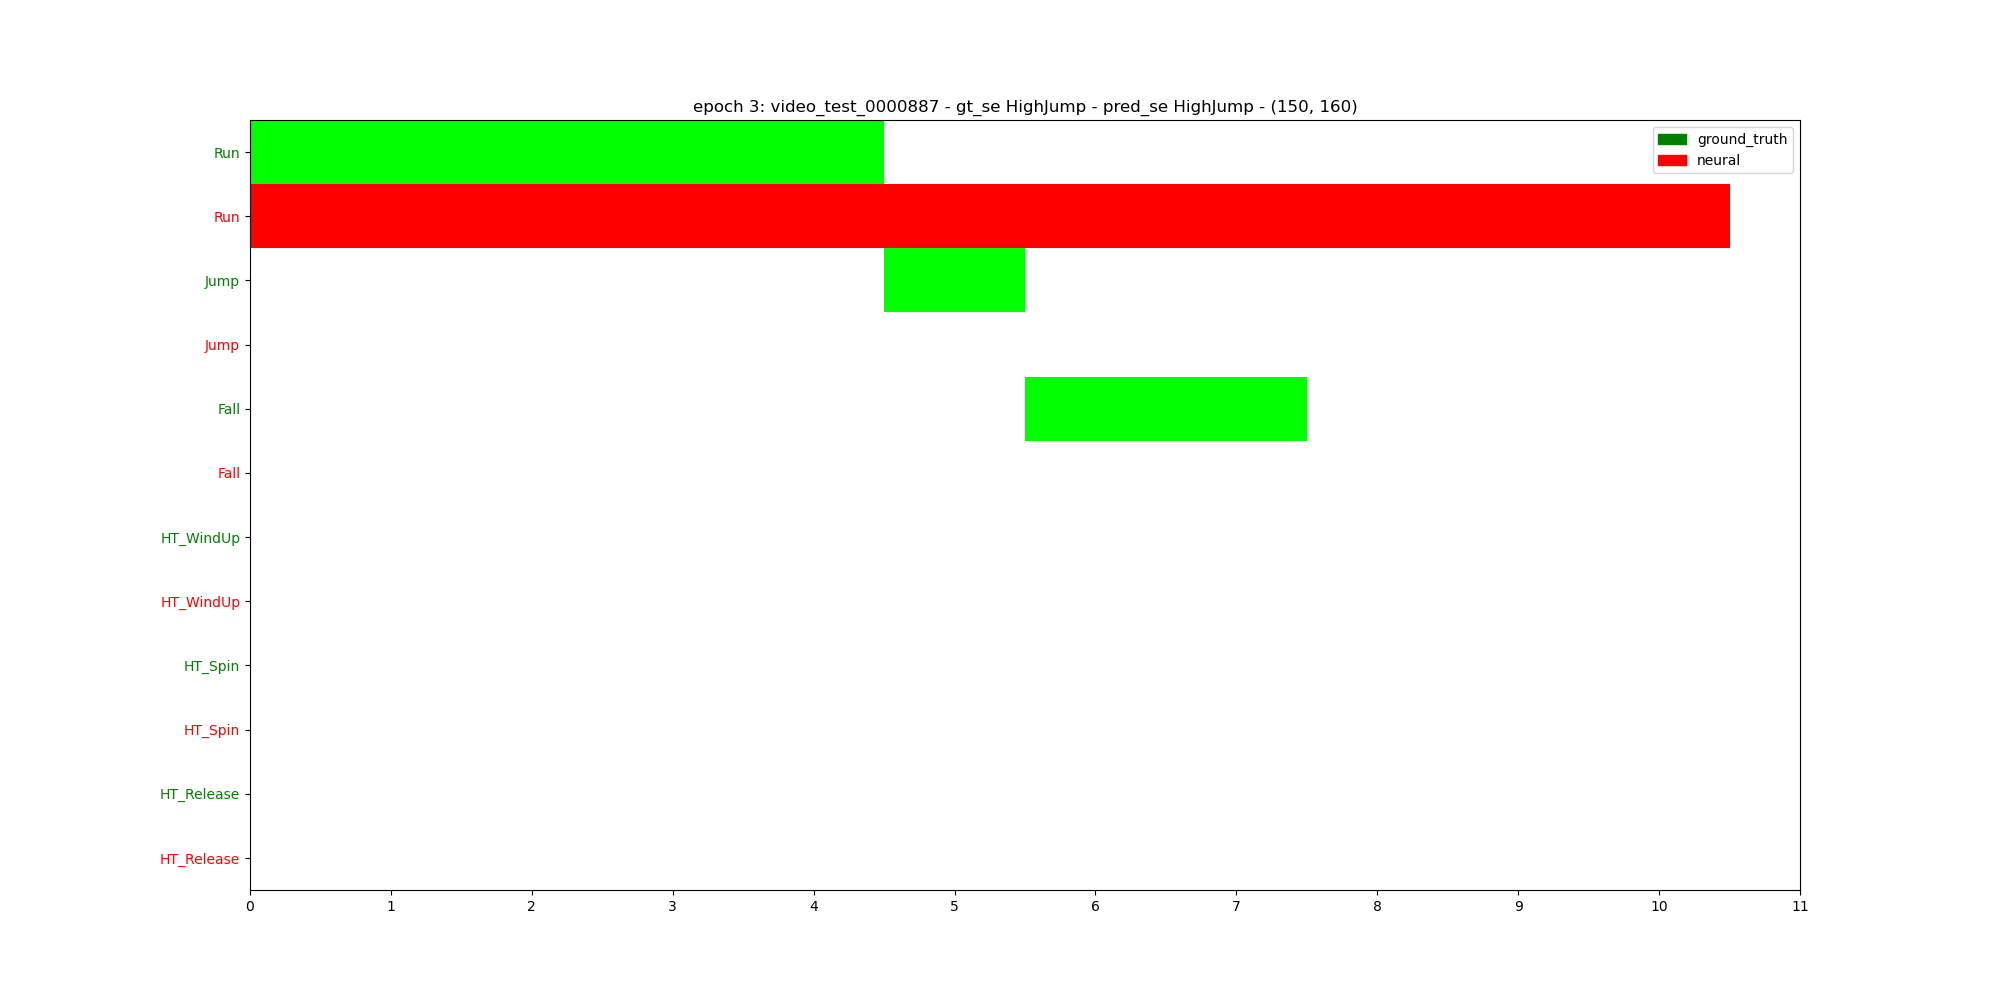 epoch 3: video_test_0000887 - gt_se HighJump - pred_se HighJump - (150, 160)
ground_truth
neural
Run
Run
Jump
Jump
Fall
Fall
HT_WindUp
HT_WindUp
HT_Spin
HT_Spin
HT_Release
HT_Release
0 1 2 3 4 5 6 7 8 9 10 11